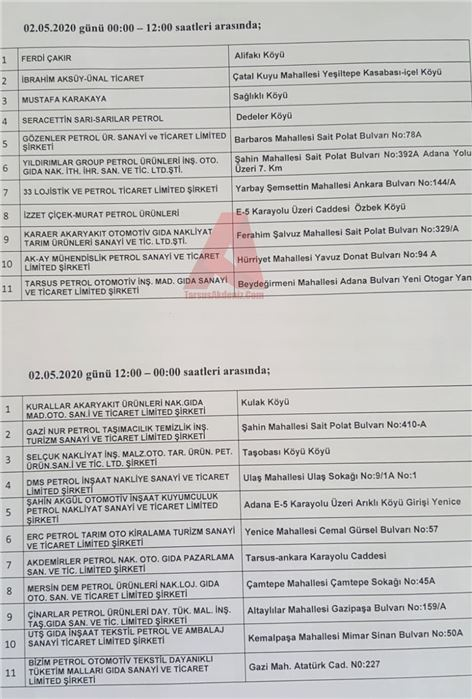 02.05.2020 günü 00:00 – 12:00 saatleri arasında;
1 FERDİ ÇAKIR Alifakı Köyü
2 İBRAHİM AKSÜY-ÜNAL TİCARET Çatal Kuyu Mahallesi Yeşiltepe Kasabası-içel Köyü
3 MUSTAFA KARAKAYA Sağlıklı Köyü
4 SERACETTİN SARI-SARILAR PETROL Dedeler Köyü
5 GÖZENLER PETROL ÜR. SANAYİ ve TİCARET LİMİTED
ŞİRKETİ Barbaros Mahallesi Sait Polat Bulvarı No:78A
6 YILDIRIMLAR GROUP PETROL ÜRÜNLERİ İNŞ. OTO.
GIDA NAK. İTH. İHR. SAN. VE TİC. LTD.ŞTİ. Şahin Mahallesi Sait Polat Bulvarı No:392A Adana Yolu
Üzeri 7. Km
7 33 LOJİSTİK VE PETROL TİCARET LİMİTED ŞİRKETİ Yarbay Şemsettin Mahallesi Ankara Bulvarı No:144/A
8 İZZET ÇİÇEK-MURAT PETROL ÜRÜNLERİ E-5 Karayolu Üzeri Caddesi Özbek Köyü
9 KARAER AKARYAKIT OTOMOTİV GIDA NAKLİYAT
TARIM ÜRÜNLERİ SANAYİ VE TİC. LTD.ŞTİ. Ferahim Şalvuz Mahallesi Sait Polat Bulvarı No:329/A
10 AK-AY MÜHENDİSLİK PETROL SANAYİ VE TİCARET
LİMİTED ŞİRKETİ Hürriyet Mahallesi Yavuz Donat Bulvarı No:94 A
11 TARSUS PETROL OTOMOTİV İNŞ. MAD. GIDA SANAYİ
VE TİCARET LİMİTED ŞİRKETİ Beydeğirmeni Mahallesi Adana Bulvarı Yeni Otogar Yan
TarsusAkdeniz.Com
02.05.2020 günü 12:00 – 00:00 saatleri arasında;
1 KURALLAR AKARYAKIT ÜRÜNLERİ NAK.GIDA
MAD.OTO. SAN.İ VE TİCARET LİMİTED ŞİRKETİ Kulak Köyü
2 GAZİ NUR PETROL TAŞIMACILIK TEMİZLİK İNŞ.
TURİZM SANAYİ VE TİCARET LİMİTED ŞİRKETİ Şahin Mahallesi Sait Polat Bulvarı No:410-A
3 SELÇUK NAKLİYAT İNŞ. MALZ.OTO. TAR. ÜRÜN. PET.
ÜRÜN.SAN.İ VE TİC. LTD. ŞİRKETİ Taşobası Köyü Köyü
4 DMS PETROL İNŞAAT NAKLİYE SANAYİ VE TİCARET
LİMİTED ŞİRKETİ Ulaş Mahallesi Ulaş Sokağı No:9/1A No:1
5 ŞAHİN AKGÜL OTOMOTİV İNŞAAT KUYUMCULUK
PETROL NAKLİYAT SANAYİ VE TİCARET LİMİTED
ŞİRKETİ Adana E-5 Karayolu Üzeri Arıklı Köyü Girişi Yenice
6 ERC PETROL TARIM OTO KİRALAMA TURİZM SANAYİ
VE TİCARET LİMİTED ŞİRKETİ Yenice Mahallesi Cemal Gürsel Bulvarı No:57
7 AKDEMİRLER PETROL NAK. OTO. GIDA PAZARLAMA
SAN. VE TİC. LİMİTED ŞİRKETİ Tarsus-ankara Karayolu Caddesi
8 MERSİN DEM PETROL ÜRÜNLERİ NAK.LOJ. GIDA
OTO. SAN. VE TİC. LİMİTED ŞİRKETİ Çamtepe Mahallesi Çamtepe Sokağı No:45A
9 ÇINARLAR PETROL ÜRÜNLERİ DAY. TÜK. MAL. İNŞ.
TAŞ.GIDA SAN. VE TİC. LİMİTED ŞİRKETİ Altaylılar Mahallesi Gazipaşa Bulvarı No:159/A
10 UTŞ GIDA İNŞAAT TEKSTİL PETROL VE AMBALAJ
SANAYİ TİCARET LİMİTED ŞİRKETİ Kemalpaşa Mahallesi Mimar Sinan Bulvarı No:50A
11 BİZİM PETROL OTOMOTİV TEKSTİL DAYANIKLI
TÜKETİM MALLARI GIDA SANAYİ VE TİCARET
LİMİTED ŞİRKETİ Gazi Mah. Atatürk Cad. N0:227